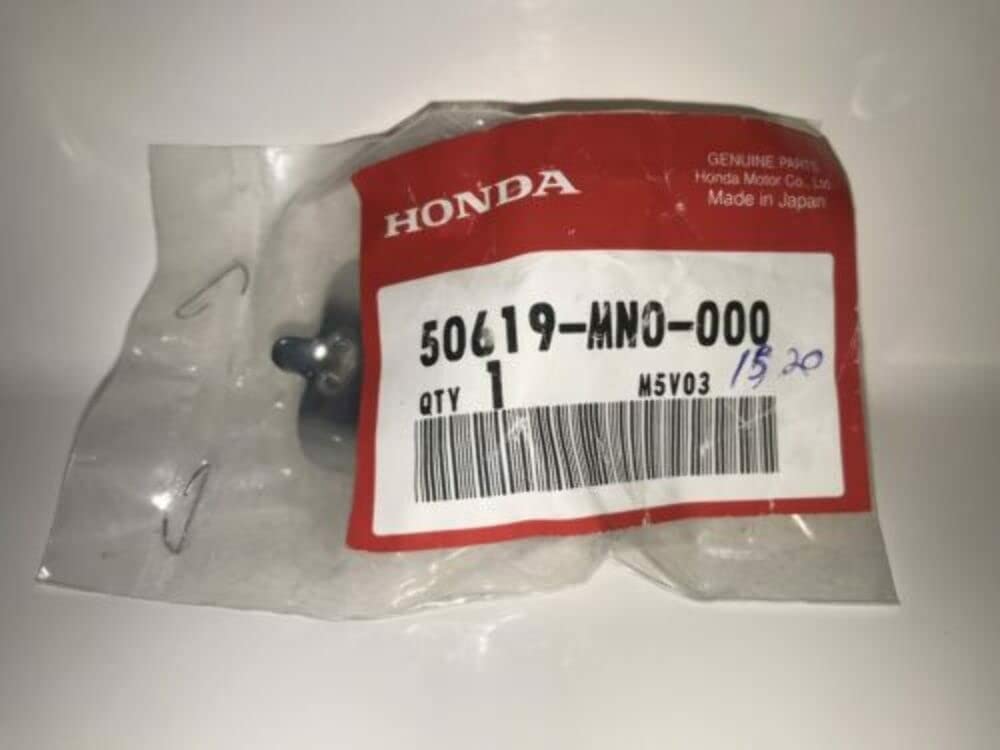 HONDA
GENUINE PARTS
Honda Motor Co., Ltd
Made in Japan
50619-MN0-000
QTY 1
M5V03
15 20